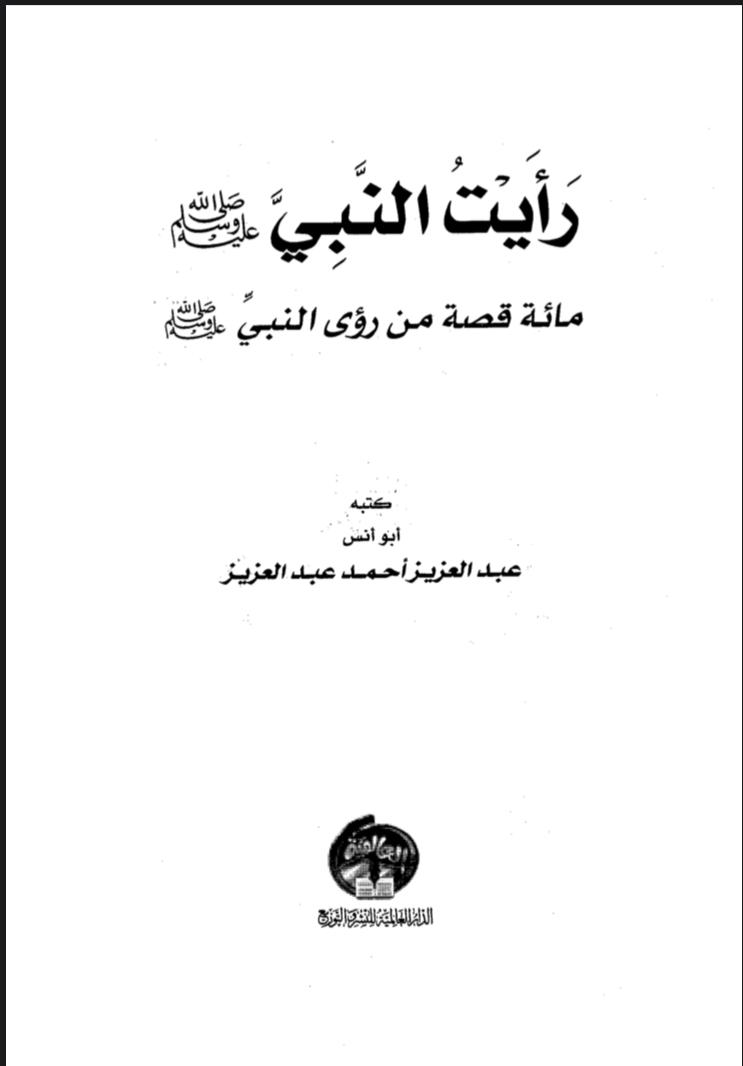 رَأَيْتُ النَّبِيَّ ﷺ
مائة قصة من رؤى النبيِّ ﷺ
كتبه
أبو أنس
عبد العزيز أحمد عبد العزيز
العالمية
الدار العالمية للنشر والتوزيع